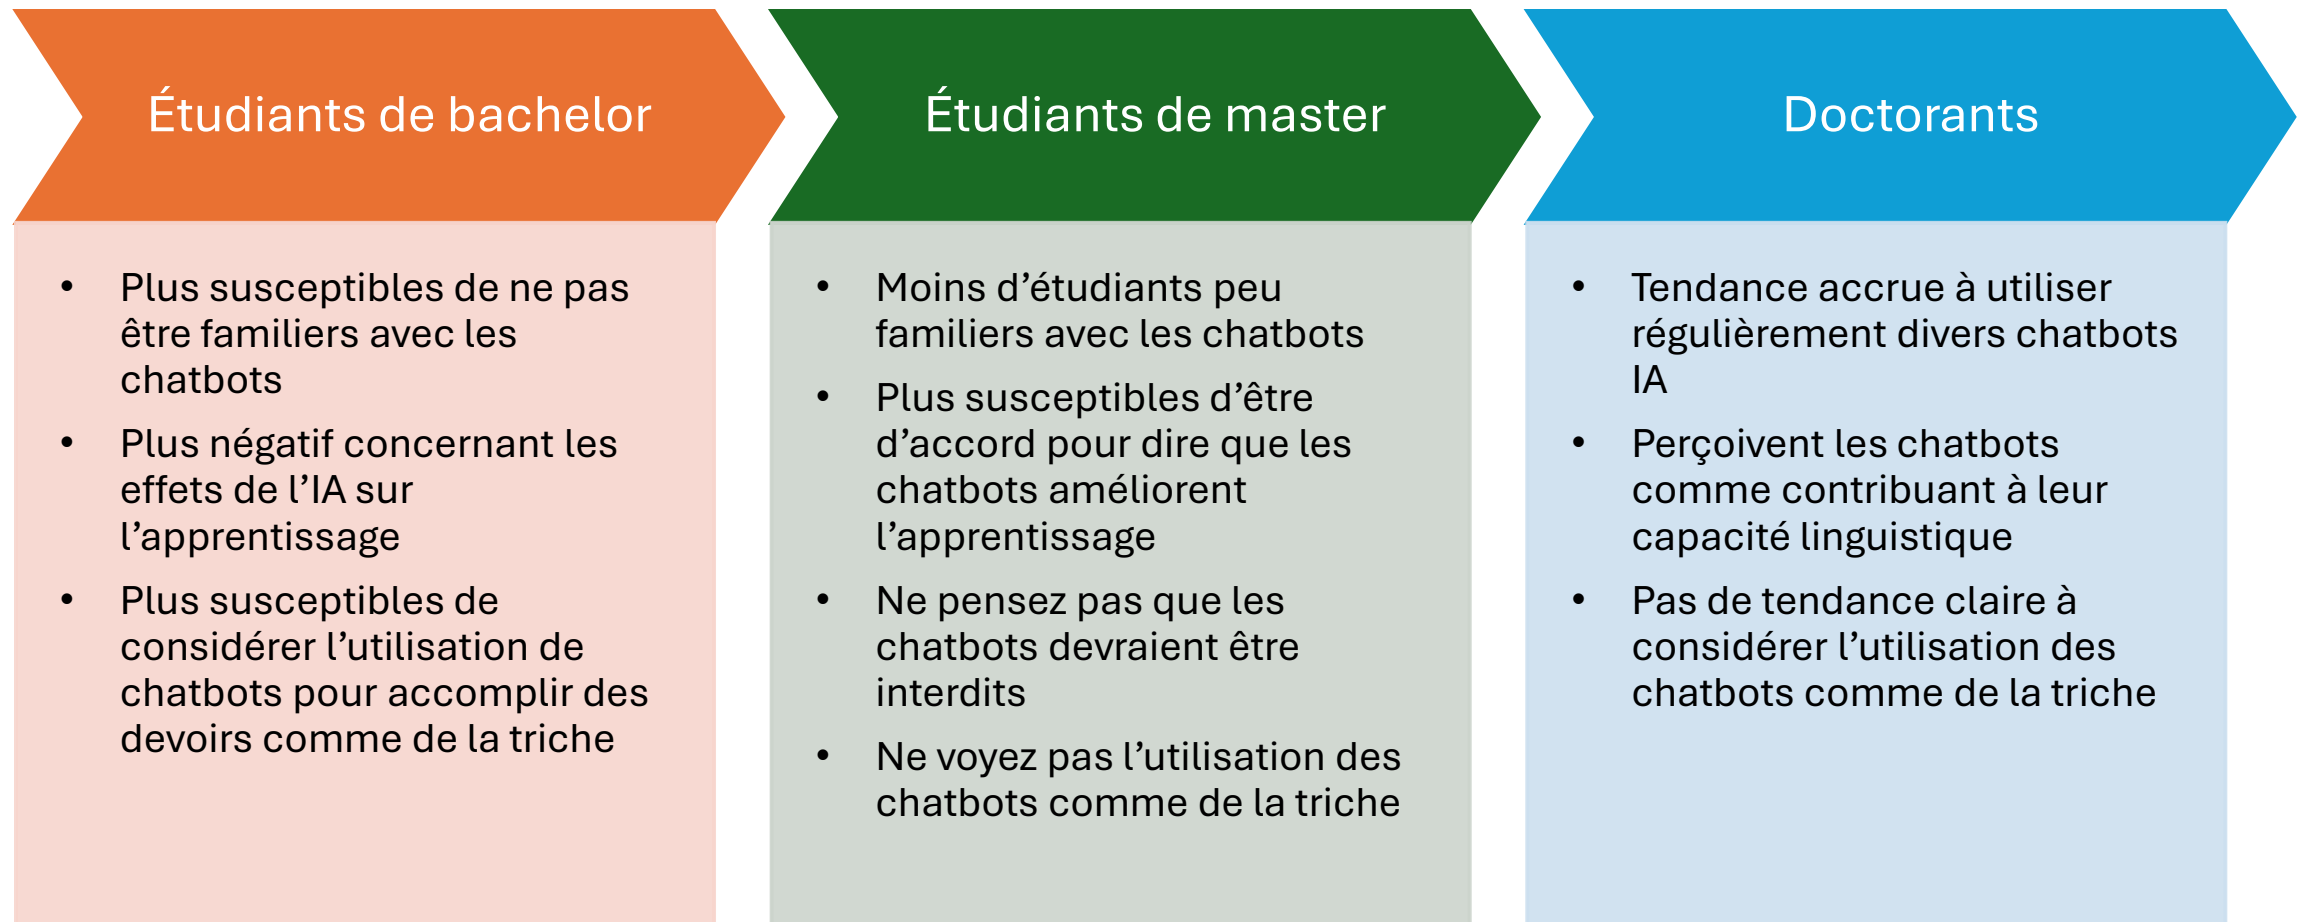 Étudiants de bachelor
• Plus susceptibles de ne pas
être familiers avec les
chatbots
• Plus négatif concernant les
effets de l’IA sur
l’apprentissage
• Plus susceptibles de
considérer l’utilisation de
chatbots pour accomplir des
devoirs comme de la triche
Étudiants de master
• Moins d’étudiants peu
familiers avec les chatbots
• Plus susceptibles d’être
d’accord pour dire que les
chatbots améliorent
l’apprentissage
• Ne pensez pas que les
chatbots devraient être
interdits
• Ne voyez pas l’utilisation des
chatbots comme de la triche
Doctorants
• Tendance accrue à utiliser
régulièrement divers chatbots
IA
• Perçoivent les chatbots
comme contribuant à leur
capacité linguistique
• Pas de tendance claire à
considérer l’utilisation des
chatbots comme de la triche